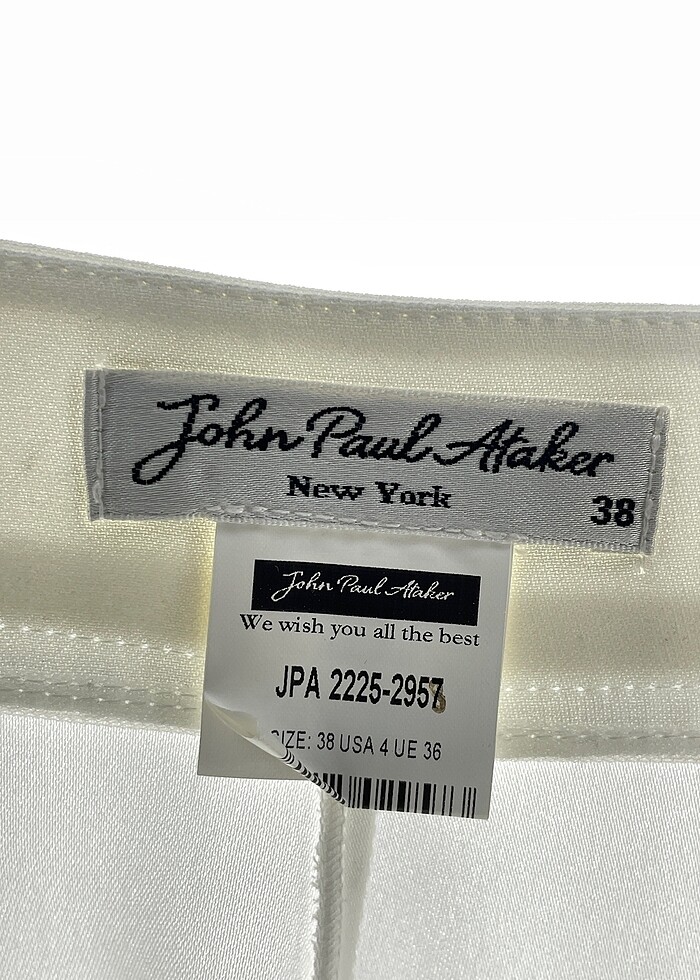 John Paul Ataker
New York
38
John Paul Ataker
We wish you all the best
JPA 2225-2957
SIZE: 38 USA 4 UE 36